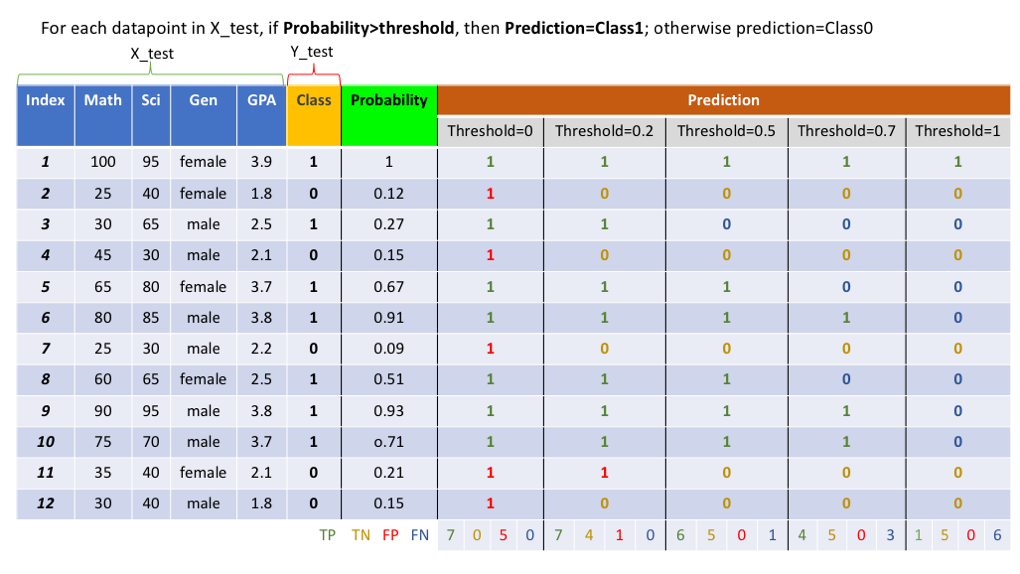 For each datapoint in X_test, if Probability>threshold, then Prediction=Class1; otherwise prediction=Class0
X_test Y_test
Index Math Sci Gen GPA Class Probability Prediction
Threshold=0 Threshold=0.2 Threshold=0.5 Threshold=0.7 Threshold=1
1 100 95 female 3.9 1 1 1 1 1 1 1
2 25 40 female 1.8 0 0.12 1 0 0 0 0
3 30 65 male 2.5 1 0.27 1 1 0 0 0
4 45 30 male 2.1 0 0.15 1 0 0 0 0
5 65 80 female 3.7 1 0.67 1 1 1 0 0
6 80 85 male 3.8 1 0.91 1 1 1 1 0
7 25 30 male 2.2 0 0.09 1 0 0 0 0
8 60 65 female 2.5 1 0.51 1 1 1 0 0
9 90 95 male 3.8 1 0.93 1 1 1 1 0
10 75 70 male 3.7 1 o.71 1 1 1 1 0
11 35 40 female 2.1 0 0.21 1 1 0 0 0
12 30 40 male 1.8 0 0.15 1 0 0 0 0
TP TN FP FN 7 0 5 0 7 4 1 0 6 5 0 1 4 5 0 3 1 5 0 6